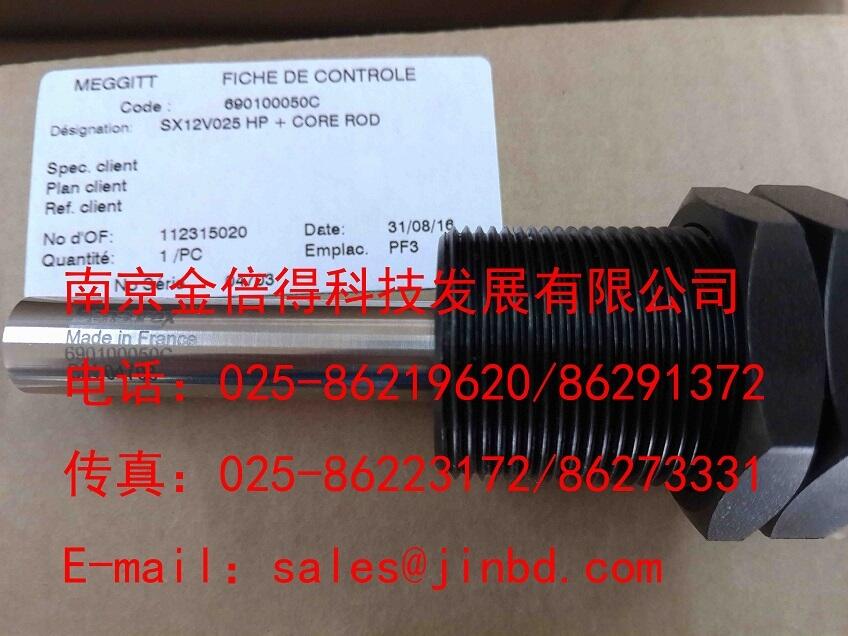 MEGGITT FICHE DE CONTROLE
Code : 690100050C
Désignation: SX12V025 HP + CORE ROD
Spec. client
Plan client
Ref. client
No d'OF: 112315020 Date: 31/08/16
Quantité: 1 /PC Emplac. PF3
No Série
南京金倍得科技发展有限公司
Made in France
690100050C
电话：025-86219620/86291372
传真：025-86223172/86273331
E-mail：sales@jinbd.com